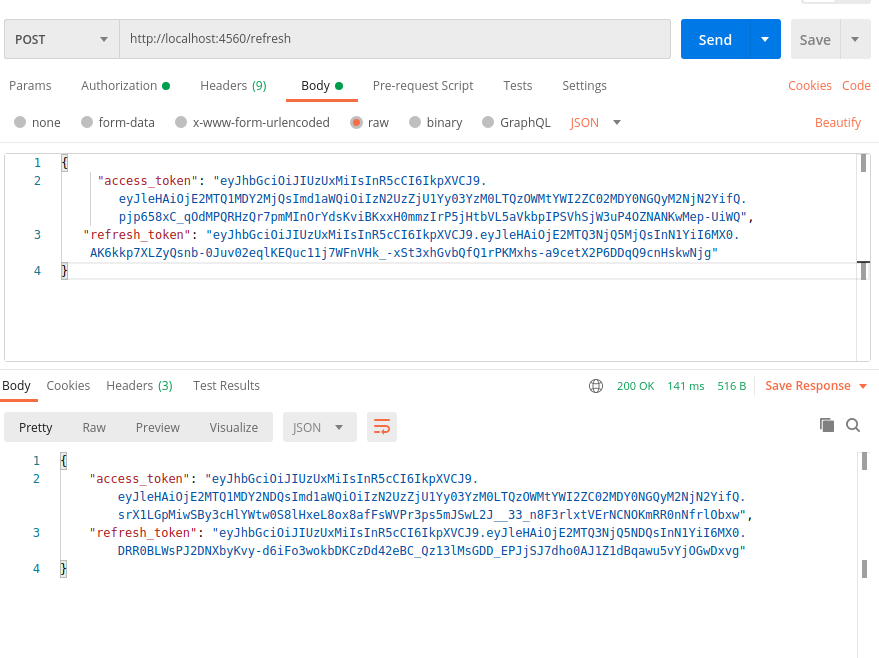 POST http://localhost:4560/refresh Send Save
Params Authorization Headers (9) Body Pre-request Script Tests Settings Cookies Code
none form-data x-www-form-urlencoded raw binary GraphQL JSON Beautify
1 {
2 "access_token": "eyJhbGciOiJIUzUxMiIsInR5cCI6IkpXVCJ9.
eyJleHAiOjE2MTQ1MDY2MjQsImd1aWQiOiIzN2UzZjU1Yy03YzM0LTQzOWMtYWI2ZC02MDY0NGQyM2NjN2YifQ.
pjp658xC_qOdMPQRHzQr7pmMInOrYdsKviBKxxH0mmzIrP5jHtbVL5aVkbpIPSVhSjW3uP4OZNANKwMep-UiWQ",
3 "refresh_token": "eyJhbGciOiJIUzUxMiIsInR5cCI6IkpXVCJ9.eyJleHAiOjE2MTQ3NjQ5MjQsInN1YiI6MX0.
AK6kkp7XLZyQsnb-0Juv02eqlKEQuc11j7WFnVHk_-xSt3xhGvbQfQ1rPKMxhs-a9cetX2P6DDqQ9cnHskwNjg"
4 }
Body Cookies Headers (3) Test Results 200 OK 141 ms 516 B Save Response
Pretty Raw Preview Visualize JSON
1 {
2 "access_token": "eyJhbGciOiJIUzUxMiIsInR5cCI6IkpXVCJ9.
eyJleHAiOjE2MTQ1MDY2NDQsImd1aWQiOiIzN2UzZjU1Yy03YzM0LTQzOWMtYWI2ZC02MDY0NGQyM2NjN2YifQ.
srX1LGpMiwSBy3cHlYWtw0S8lHxeL8ox8afFsWVPr3ps5mJSwL2J__33_n8F3rlxtVErNCNOKmRR0nNfrlObxw",
3 "refresh_token": "eyJhbGciOiJIUzUxMiIsInR5cCI6IkpXVCJ9.eyJleHAiOjE2MTQ3NjQ5NDQsInN1YiI6MX0.
DRR0BLWsPJ2DNXbyKvy-d6iFo3wokbDKCzDd42eBC_Qz13lMsGDD_EPJjSJ7dho0AJ1Z1dBqawu5vYjOGwDxvg"
4 }